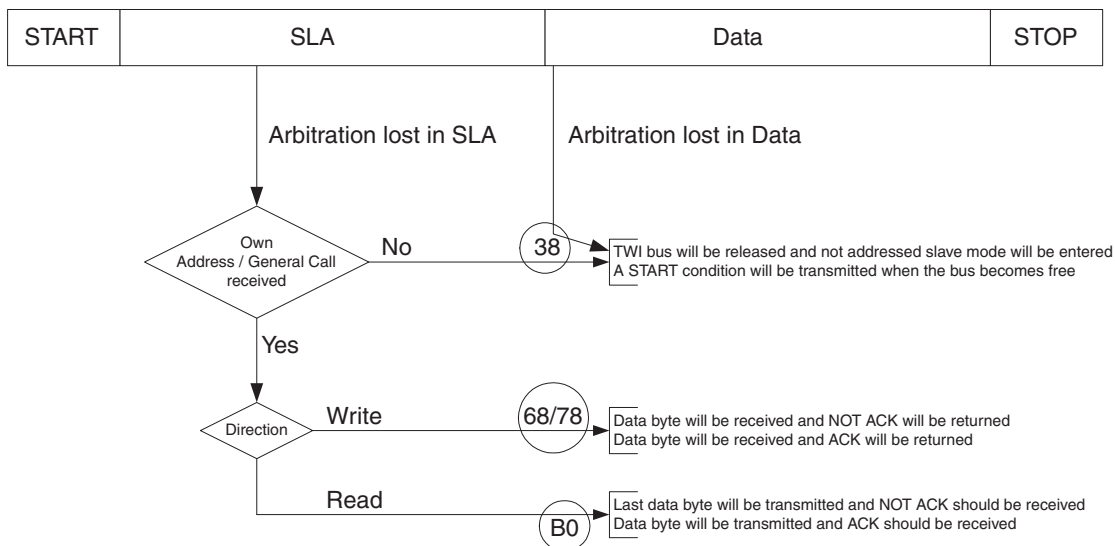 START SLA Data STOP
Arbitration lost in SLA Arbitration lost in Data
Own
Address / General Call
received
No
38
TWI bus will be released and not addressed slave mode will be entered
A START condition will be transmitted when the bus becomes free
Yes
Direction
Write
68/78
Data byte will be received and NOT ACK will be returned
Data byte will be received and ACK will be returned
Read
B0
Last data byte will be transmitted and NOT ACK should be received
Data byte will be transmitted and ACK should be received